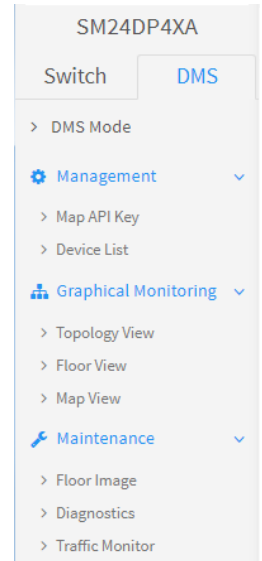 SM24DP4XA
Switch DMS
> DMS Mode
Management
> Map API Key
> Device List
Graphical Monitoring
> Topology View
> Floor View
> Map View
Maintenance
> Floor Image
> Diagnostics
> Traffic Monitor